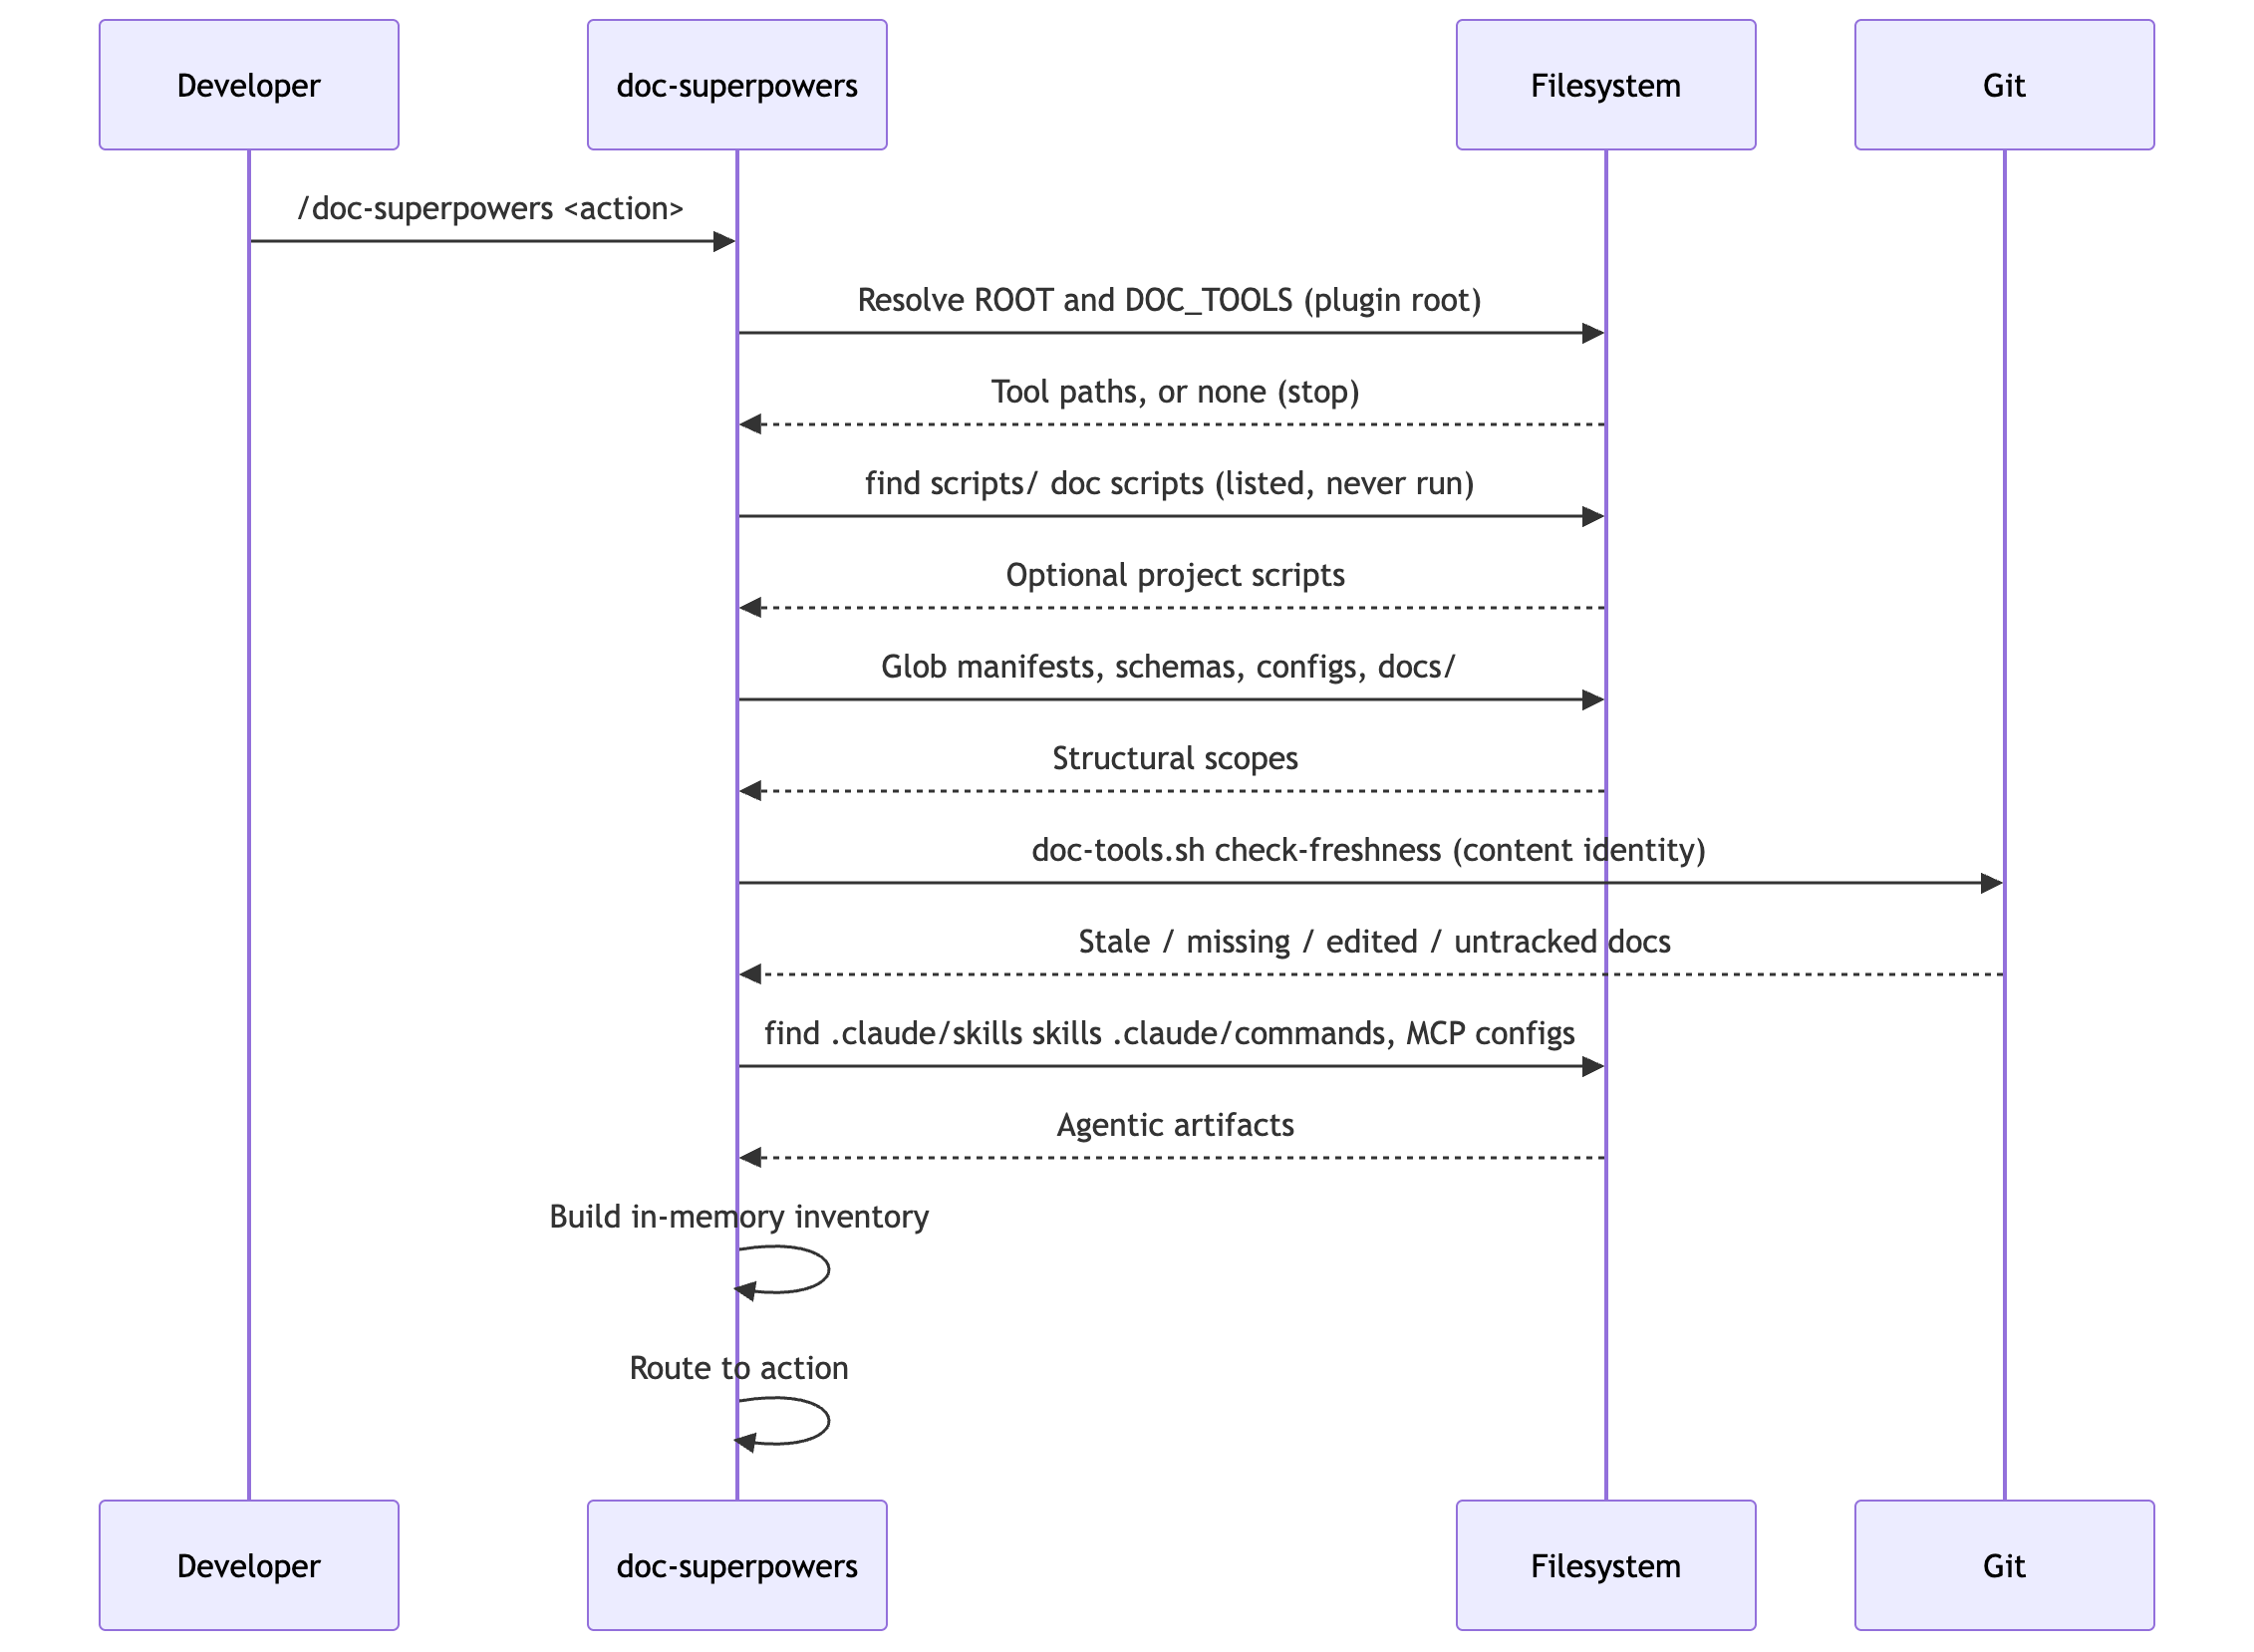 Developer
doc-superpowers
Filesystem
Git
/doc-superpowers <action>
Resolve ROOT and DOC_TOOLS (plugin root)
Tool paths, or none (stop)
find scripts/ doc scripts (listed, never run)
Optional project scripts
Glob manifests, schemas, configs, docs/
Structural scopes
doc-tools.sh check-freshness (content identity)
Stale / missing / edited / untracked docs
find .claude/skills skills .claude/commands, MCP configs
Agentic artifacts
Build in-memory inventory
Route to action
Developer
doc-superpowers
Filesystem
Git